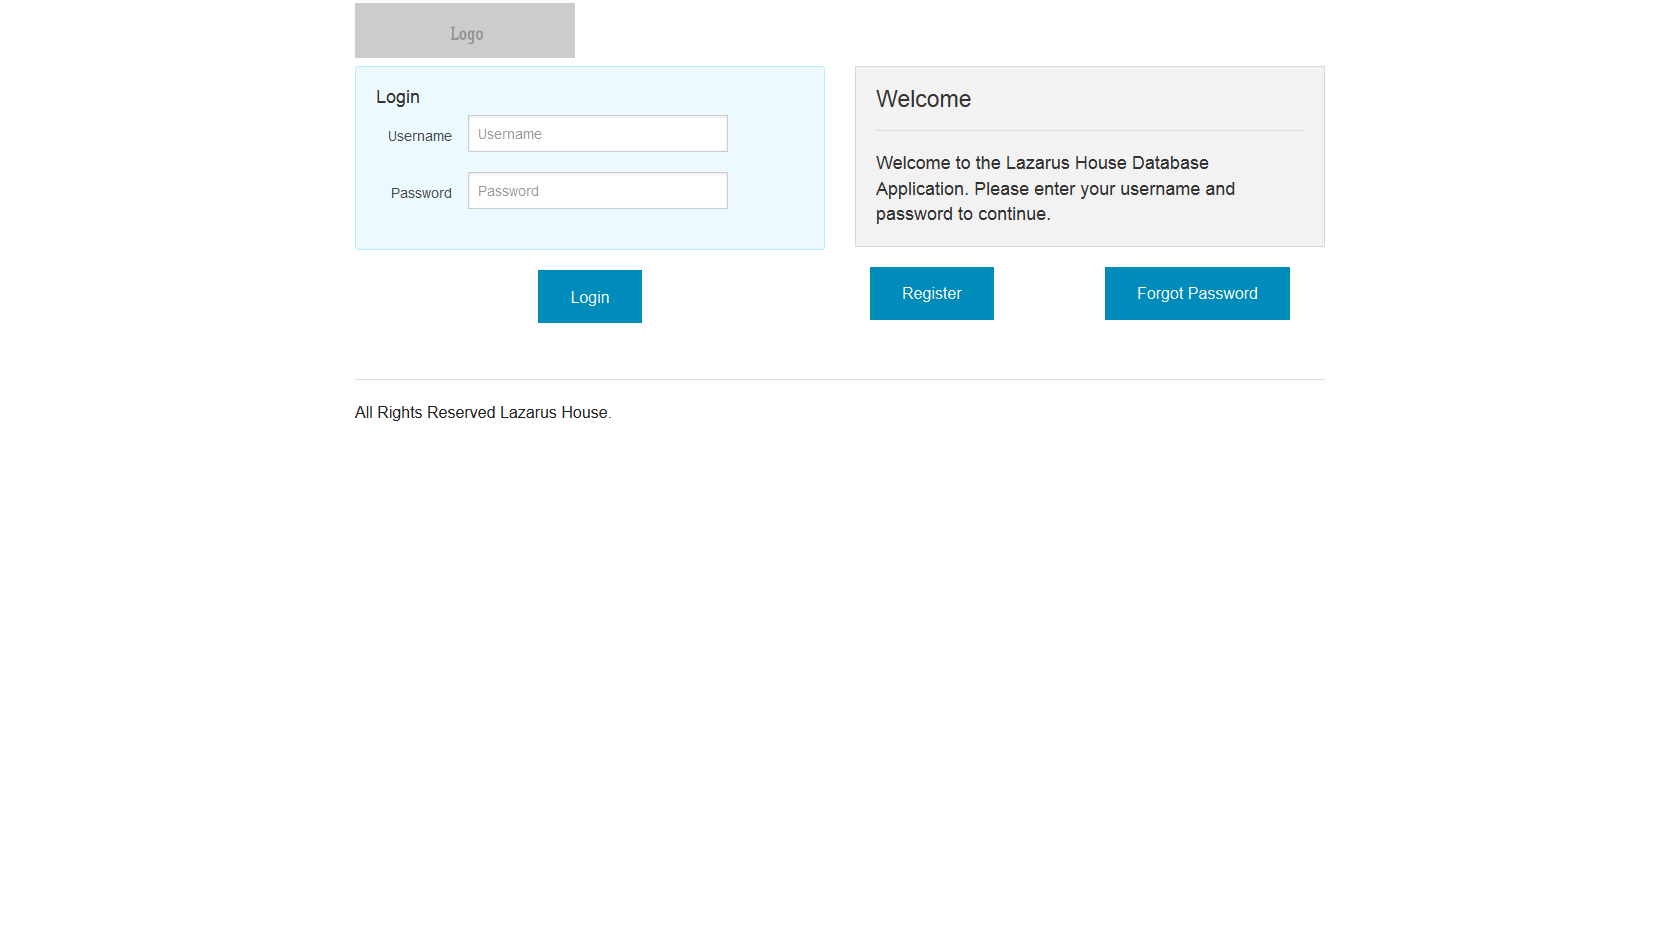 Logo
Login
Username
Username
Password
Password
Login
Welcome
Welcome to the Lazarus House Database
Application. Please enter your username and
password to continue.
Register
Forgot Password
All Rights Reserved Lazarus House.